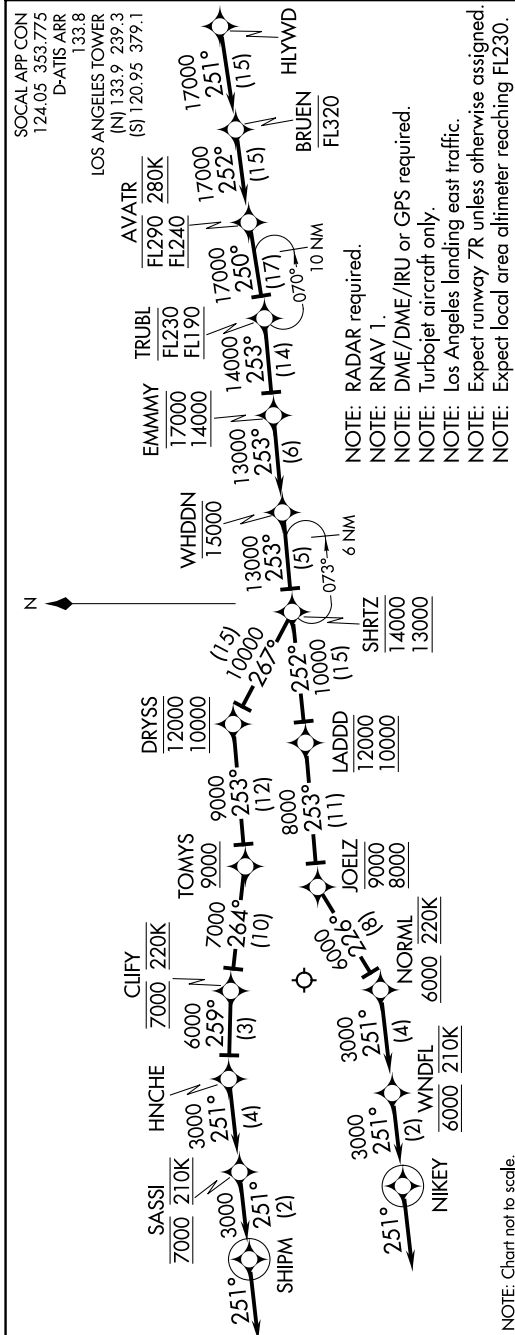 SOCAL APP CON
124.05 353.775
D-ATIS ARR
133.8
LOS ANGELES TOWER
(N) 133.9 239.3
(S) 120.95 379.1
N
HLYWD
17000
251°
(15)
BRUEN
FL320
17000
252°
(15)
AVATR
FL290 280K
FL240
17000
250°
(17)
070°
10 NM
TRUBL
FL230
FL190
14000
253°
(14)
EMMMY
17000
14000
13000
253°
(6)
WHDDN
15000
13000
253°
(5)
073°
6 NM
SHRTZ
14000
13000
(15)
10000
267°
DRYSS
12000
10000
9000
253°
(12)
TOMYS
9000
7000
264°
(10)
CLIFY
7000 220K
6000
259°
(3)
HNCHE
3000
251°
(4)
SASSI
7000 210K
3000
251°
(2)
SHIPM
251°
252°
10000
(15)
LADDD
12000
10000
8000
253°
(11)
JOELZ
9000
8000
6000
226°
(8)
NORML
6000 220K
3000
251°
(4)
WNDFL
6000 210K
3000
251°
(2)
NIKEY
251°
NOTE: RADAR required.
NOTE: RNAV 1.
NOTE: DME/DME/IRU or GPS required.
NOTE: Turbojet aircraft only.
NOTE: Los Angeles landing east traffic.
NOTE: Expect runway 7R unless otherwise assigned.
NOTE: Expect local area altimeter reaching FL230.
NOTE: Chart not to scale.